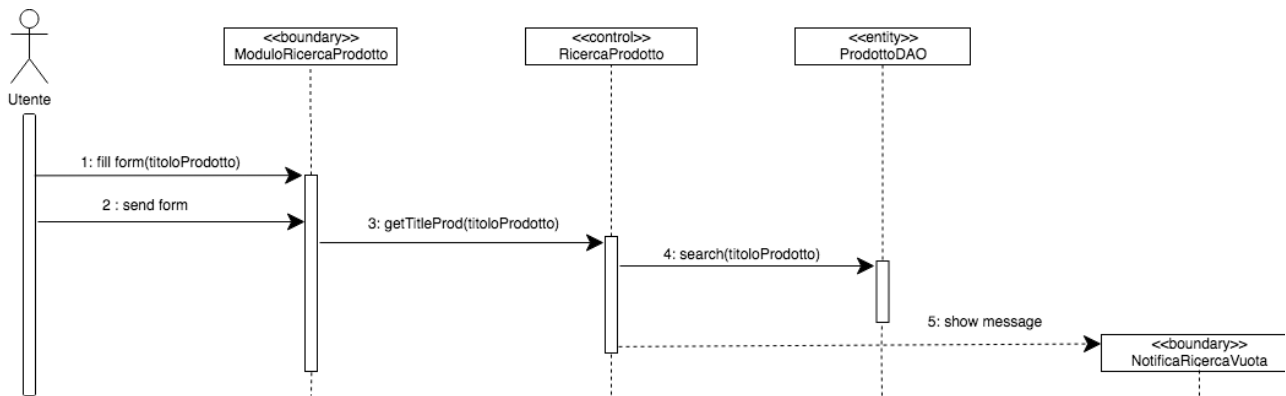 <<boundary>>
ModuloRicercaProdotto
<<control>>
RicercaProdotto
<<entity>>
ProdottoDAO
Utente
1: fill form(titoloProdotto)
2 : send form
3: getTitleProd(titoloProdotto)
4: search(titoloProdotto)
5: show message
<<boundary>>
NotificaRicercaVuota